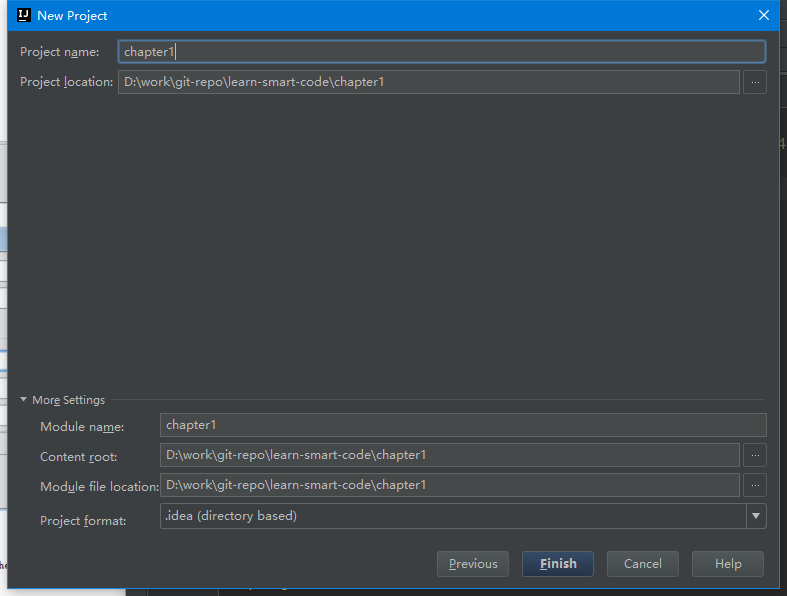 IJ New Project
Project name: chapter1
Project location: D:\work\git-repo\learn-smart-code\chapter1 ...
More Settings
Module name: chapter1
Content root: D:\work\git-repo\learn-smart-code\chapter1 ...
Module file location: D:\work\git-repo\learn-smart-code\chapter1 ...
Project format: .idea (directory based)
Previous Finish Cancel Help